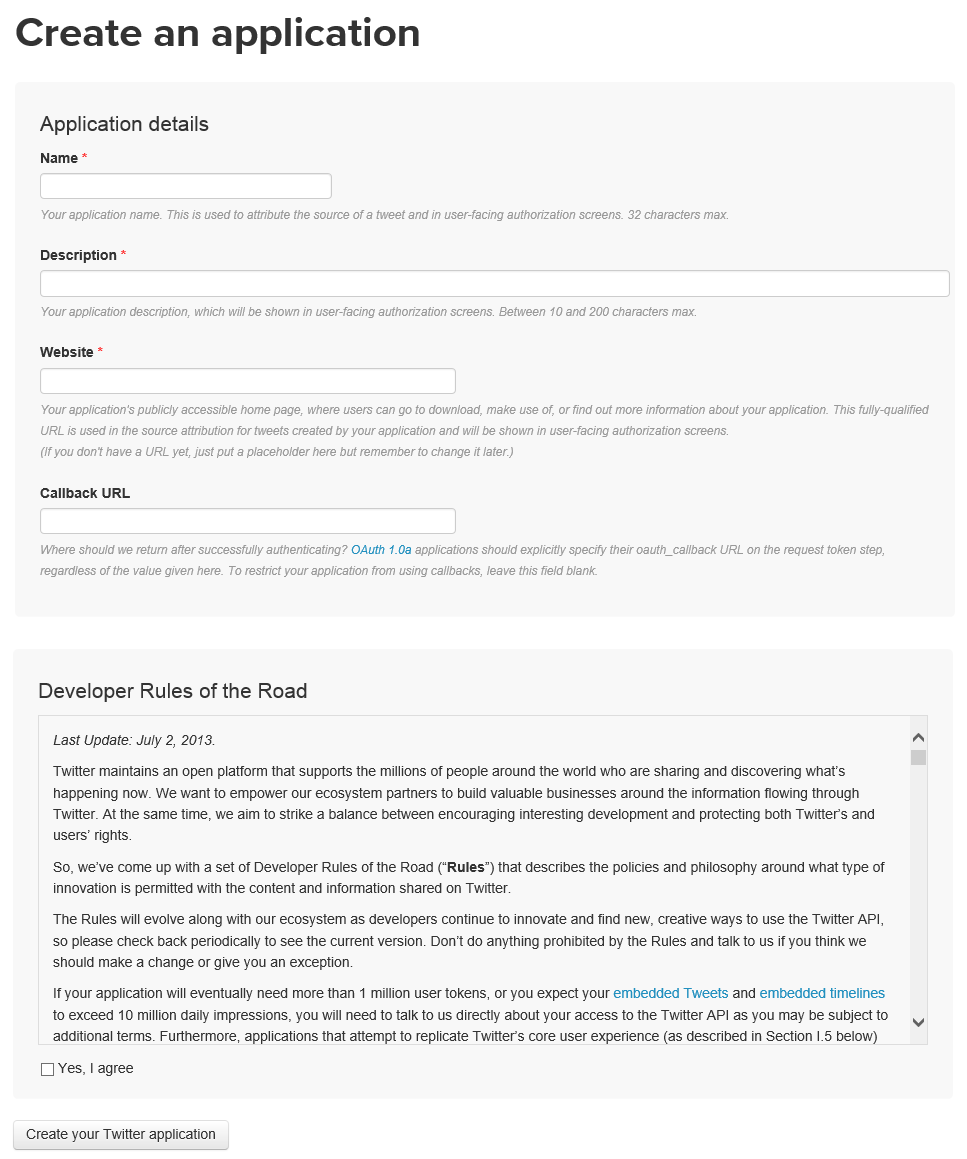 Create an application
Application details
Name *
Your application name. This is used to attribute the source of a tweet and in user-facing authorization screens. 32 characters max.
Description *
Your application description, which will be shown in user-facing authorization screens. Between 10 and 200 characters max.
Website *
Your application's publicly accessible home page, where users can go to download, make use of, or find out more information about your application. This fully-qualified
URL is used in the source attribution for tweets created by your application and will be shown in user-facing authorization screens.
(If you don't have a URL yet, just put a placeholder here but remember to change it later.)
Callback URL
Where should we return after successfully authenticating? OAuth 1.0a applications should explicitly specify their oauth_callback URL on the request token step,
regardless of the value given here. To restrict your application from using callbacks, leave this field blank.
Developer Rules of the Road
Last Update: July 2, 2013.
Twitter maintains an open platform that supports the millions of people around the world who are sharing and discovering what’s
happening now. We want to empower our ecosystem partners to build valuable businesses around the information flowing through
Twitter. At the same time, we aim to strike a balance between encouraging interesting development and protecting both Twitter’s and
users’ rights.
So, we’ve come up with a set of Developer Rules of the Road (“Rules”) that describes the policies and philosophy around what type of
innovation is permitted with the content and information shared on Twitter.
The Rules will evolve along with our ecosystem as developers continue to innovate and find new, creative ways to use the Twitter API,
so please check back periodically to see the current version. Don’t do anything prohibited by the Rules and talk to us if you think we
should make a change or give you an exception.
If your application will eventually need more than 1 million user tokens, or you expect your embedded Tweets and embedded timelines
to exceed 10 million daily impressions, you will need to talk to us directly about your access to the Twitter API as you may be subject to
additional terms. Furthermore, applications that attempt to replicate Twitter’s core user experience (as described in Section I.5 below)
Yes, I agree
Create your Twitter application